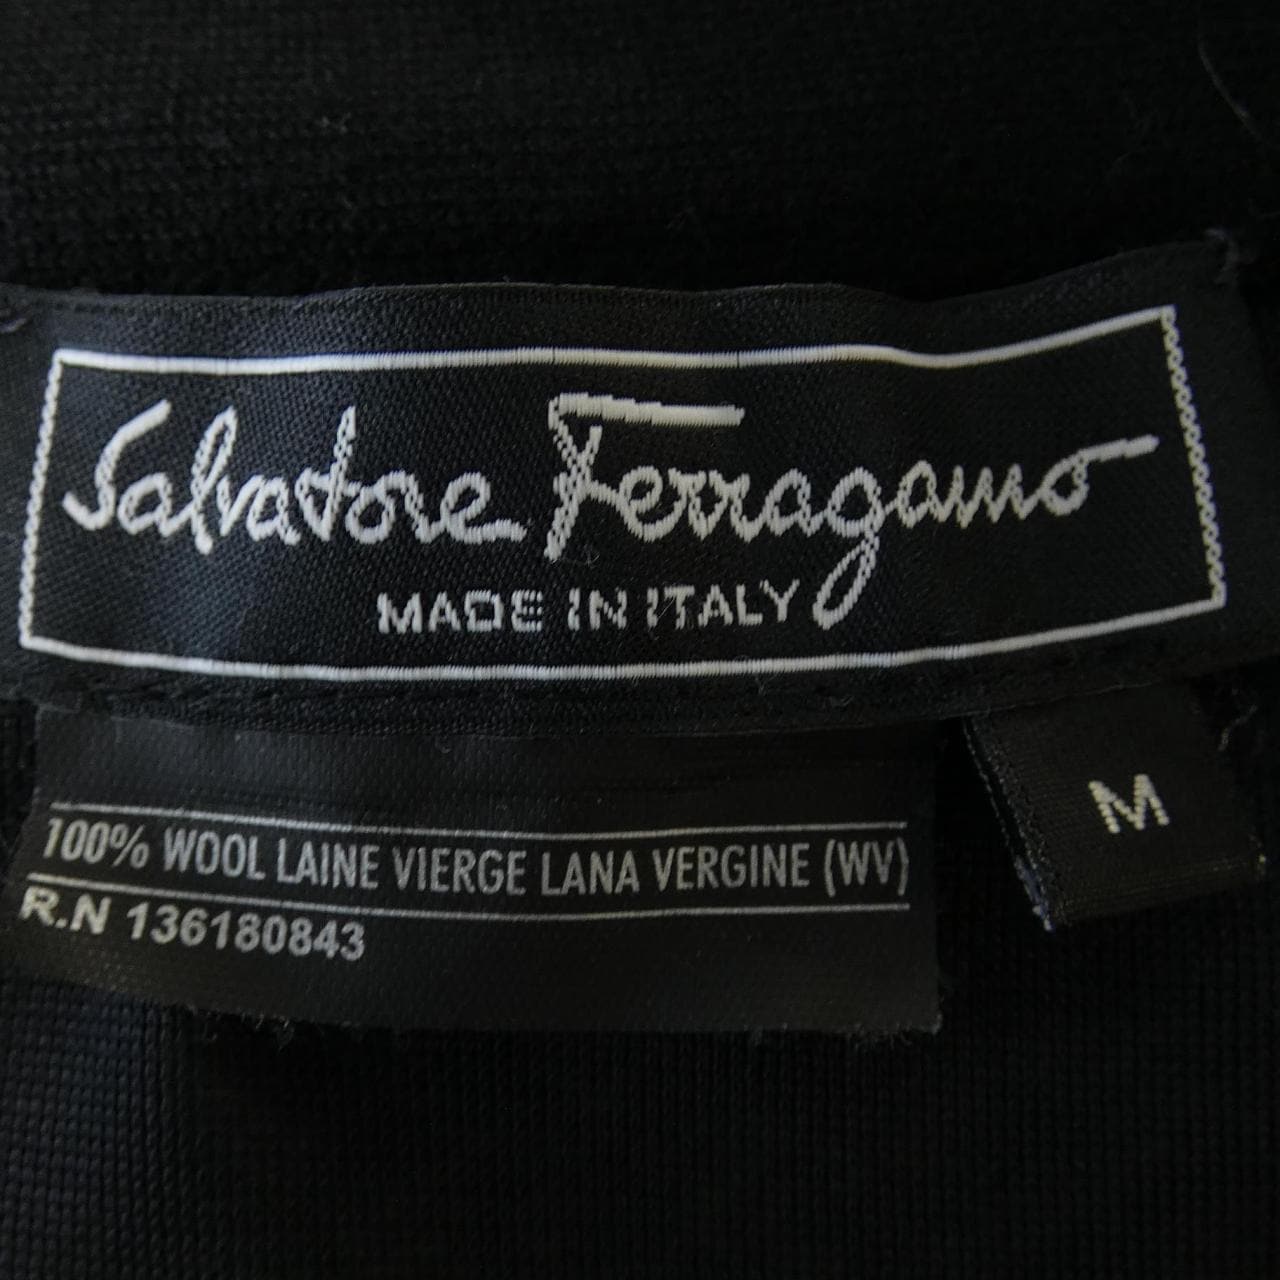 Salvatore Ferragamo
MADE IN ITALY
M
100% WOOL LAINE VIERGE LANA VERGINE (WV)
R.N 136180843